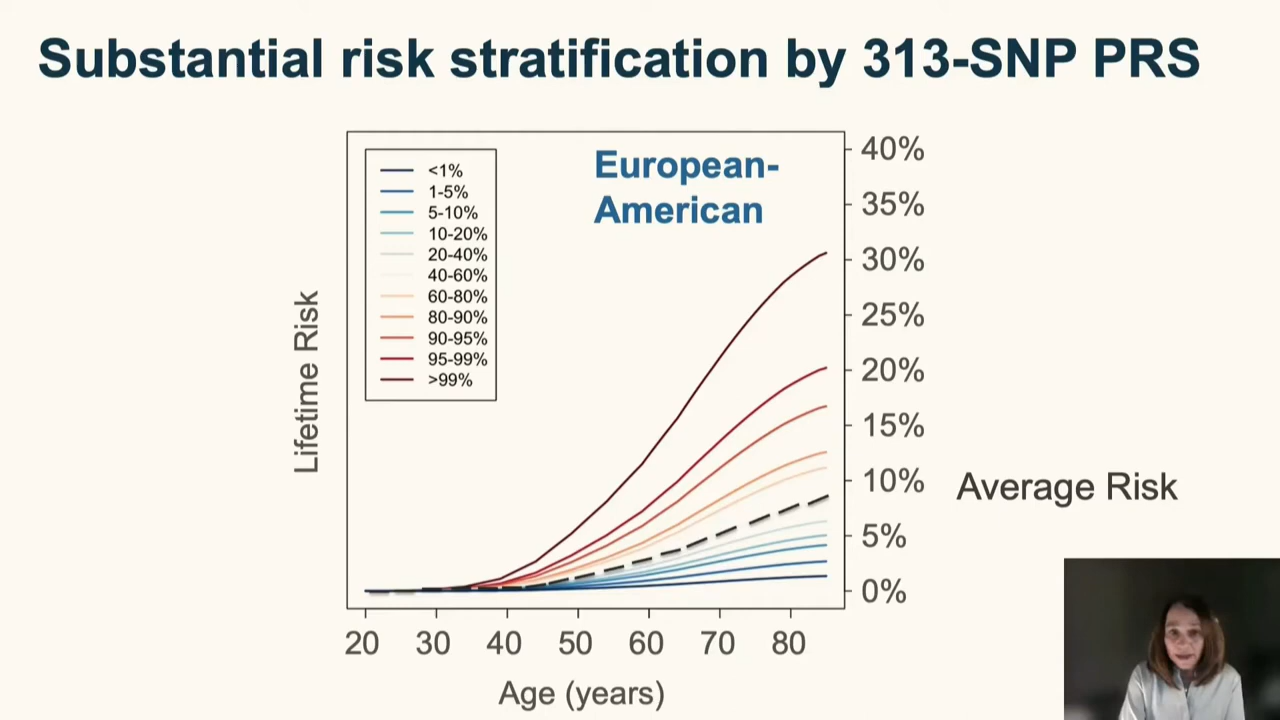 Substantial risk stratification by 313-SNP PRS
European-
American
<1%
1-5%
5-10%
10-20%
20-40%
40-60%
60-80%
80-90%
90-95%
95-99%
>99%
Lifetime Risk
40%
35%
30%
25%
20%
15%
10%
5%
0%
Average Risk
20 30 40 50 60 70 80
Age (years)